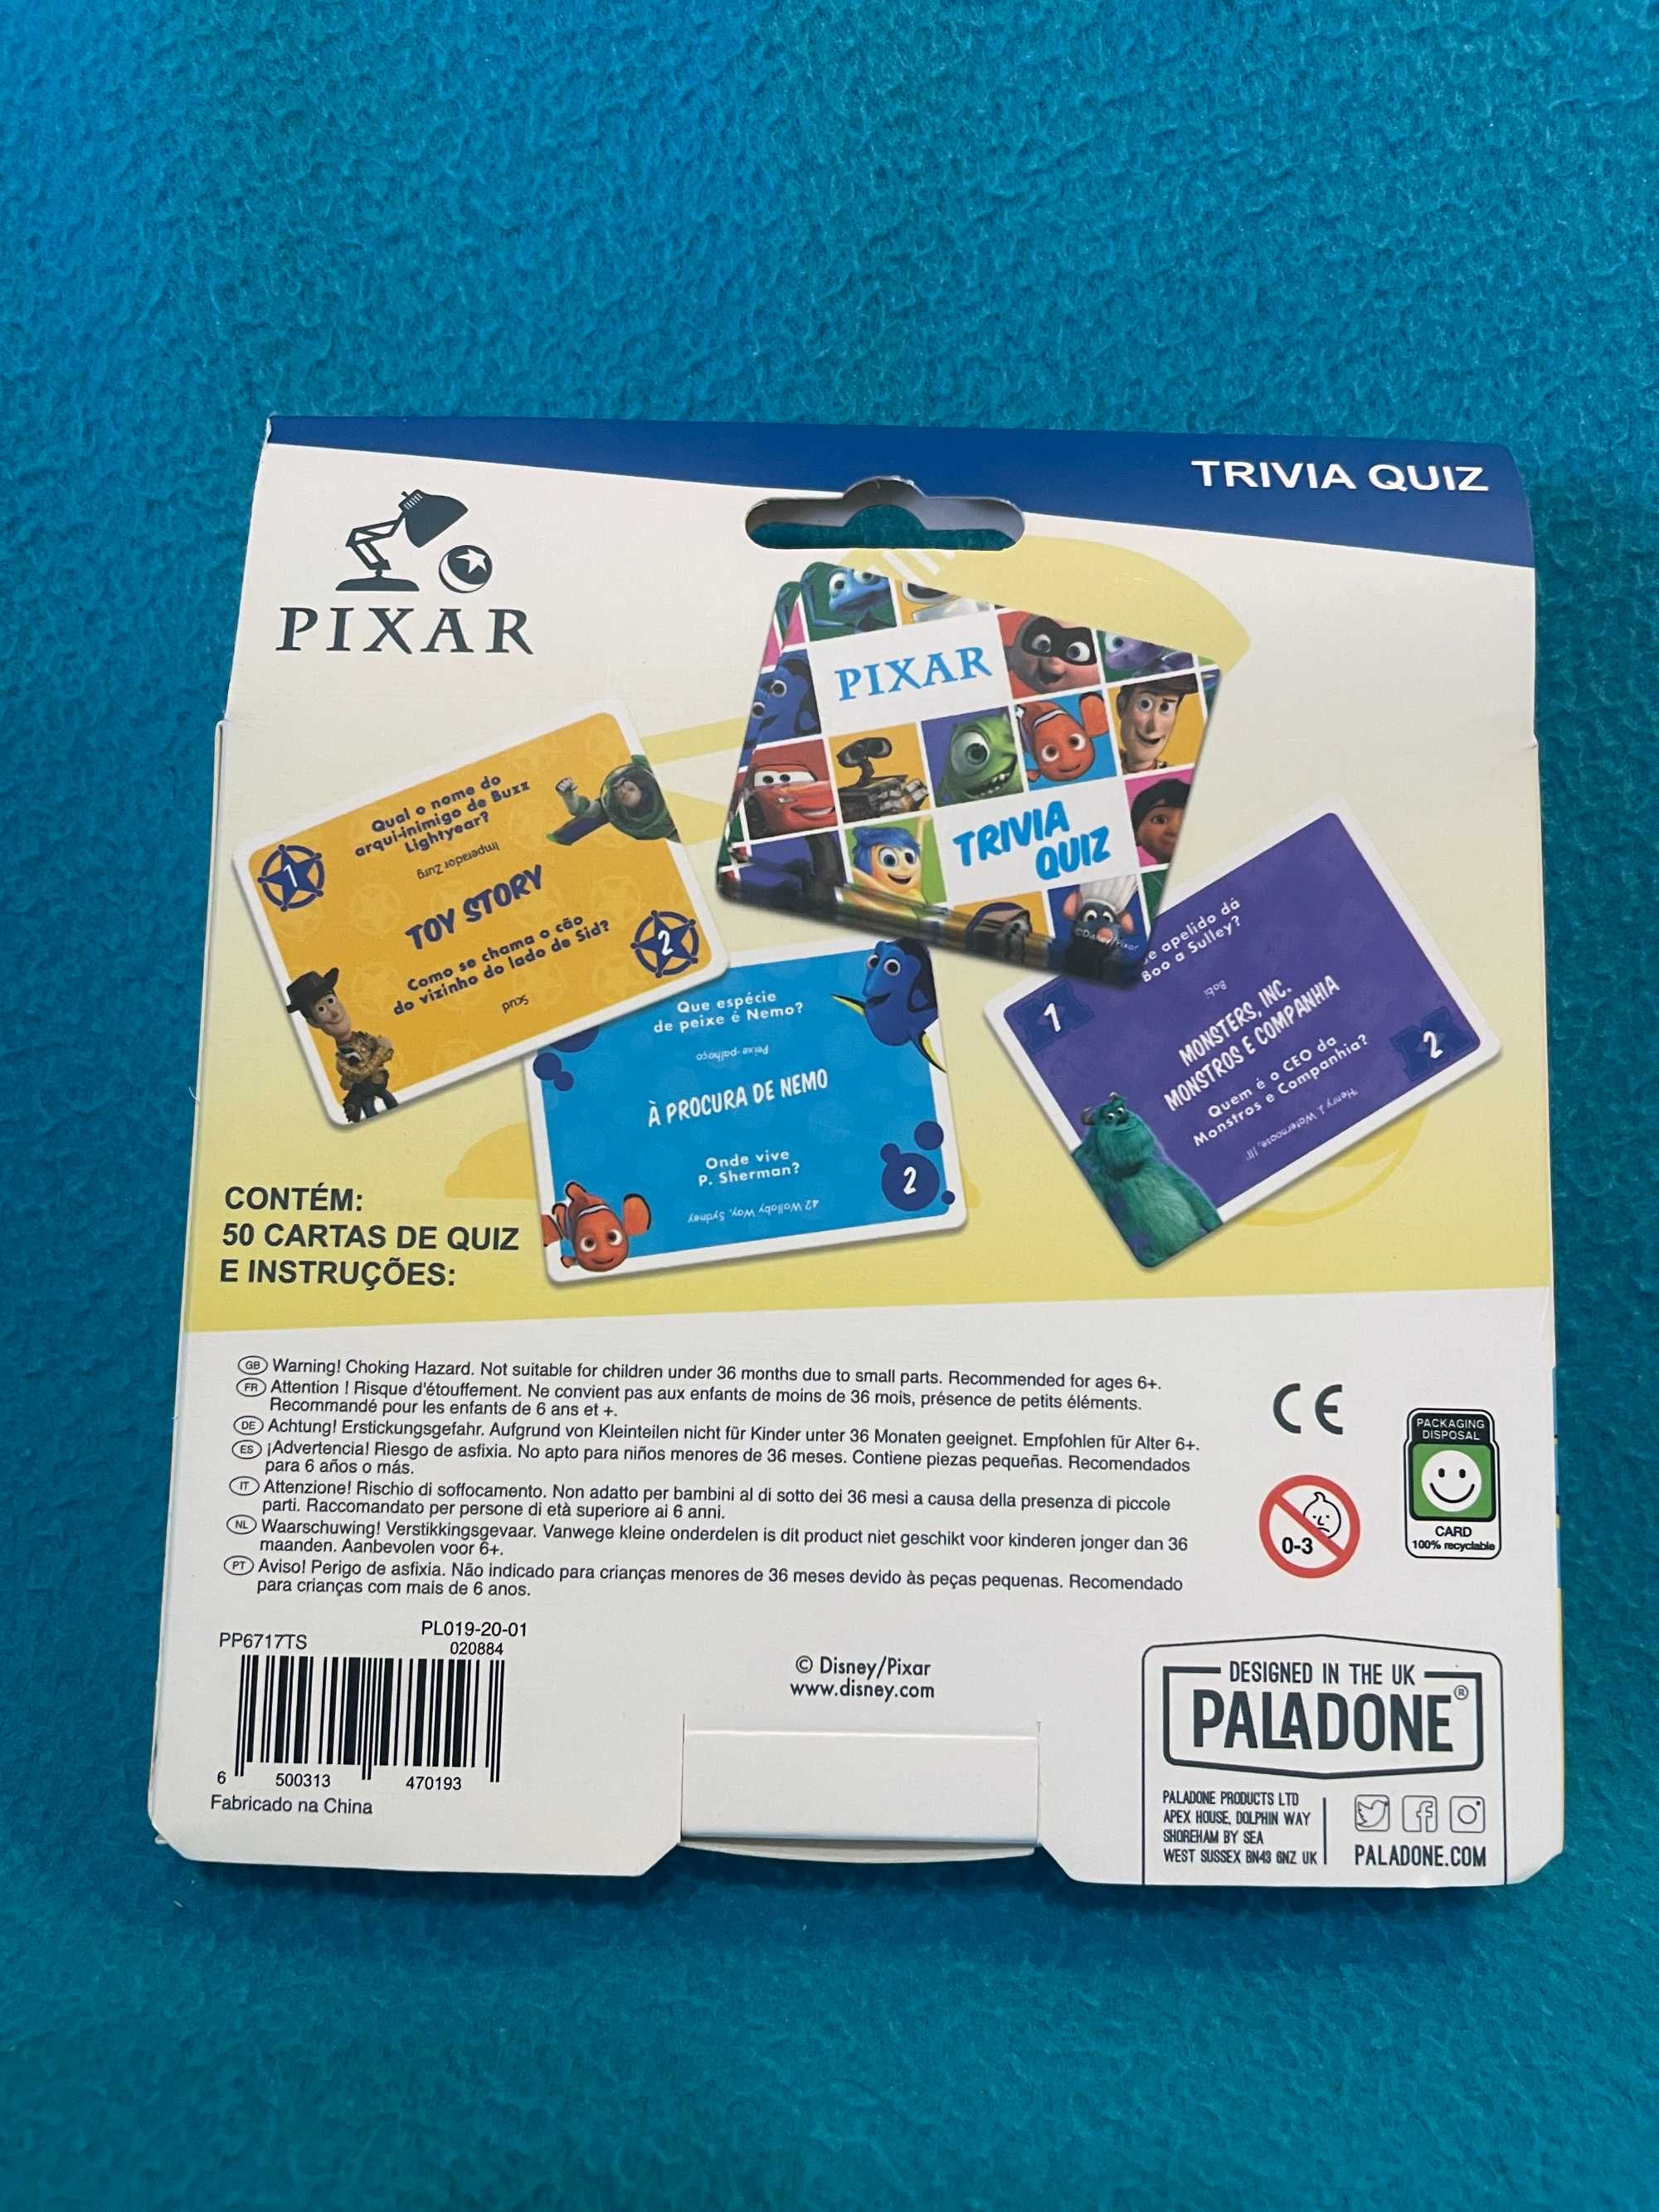 TRIVIA QUIZ
PIXAR
PIXAR
TRIVIA
QUIZ
©Disney/Pixar
1
Qual o nome do
arqui-inimigo de Buzz
Lightyear?
Imperador Zurg
TOY STORY
Como se chama o cão
do vizinho do lado de Sid?
Scud
2
Que espécie
de peixe é Nemo?
Peixe-palhaço
À PROCURA DE NEMO
Onde vive
P. Sherman?
42 Wallaby Way, Sydney
2
1
apelido dá
Boo a Sulley?
MONSTERS, INC.
MONSTROS E COMPANHIA
Quem é o CEO da
Monstros e Companhia?
"Henry J. Waternoose, III"
2
CONTÉM:
50 CARTAS DE QUIZ
E INSTRUÇÕES:
GB Warning! Choking Hazard. Not suitable for children under 36 months due to small parts. Recommended for ages 6+.
FR Attention ! Risque d'étouffement. Ne convient pas aux enfants de moins de 36 mois, présence de petits éléments.
Recommandé pour les enfants de 6 ans et +.
DE Achtung! Erstickungsgefahr. Aufgrund von Kleinteilen nicht für Kinder unter 36 Monaten geeignet. Empfohlen für Alter 6+.
ES ¡Advertencia! Riesgo de asfixia. No apto para niños menores de 36 meses. Contiene piezas pequeñas. Recomendados
para 6 años o más.
IT Attenzione! Rischio di soffocamento. Non adatto per bambini al di sotto dei 36 mesi a causa della presenza di piccole
parti. Raccomandato per persone di età superiore ai 6 anni.
NL Waarschuwing! Verstikkingsgevaar. Vanwege kleine onderdelen is dit product niet geschikt voor kinderen jonger dan 36
maanden. Aanbevolen voor 6+.
PT Aviso! Perigo de asfixia. Não indicado para crianças menores de 36 meses devido às peças pequenas. Recomendado
para crianças com mais de 6 anos.
CE
0-3
PACKAGING
DISPOSAL
CARD
100% recyclable
PP6717TS
PL019-20-01
020884
6 500313 470193
Fabricado na China
© Disney/Pixar
www.disney.com
DESIGNED IN THE UK
PALADONE®
PALADONE PRODUCTS LTD
APEX HOUSE, DOLPHIN WAY
SHOREHAM BY SEA
WEST SUSSEX BN43 6NZ UK
PALADONE.COM